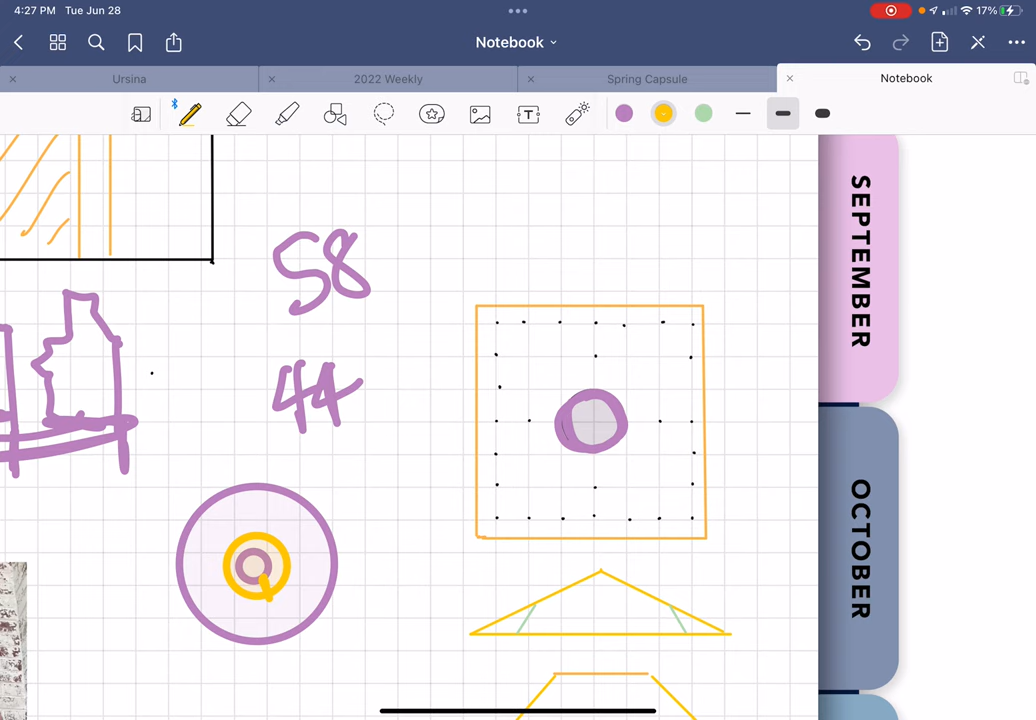 4:27 PM Tue Jun 28
17%
Notebook
Ursina
2022 Weekly
Spring Capsule
Notebook
T
SEPTEMBER
58
44
OCTOBER